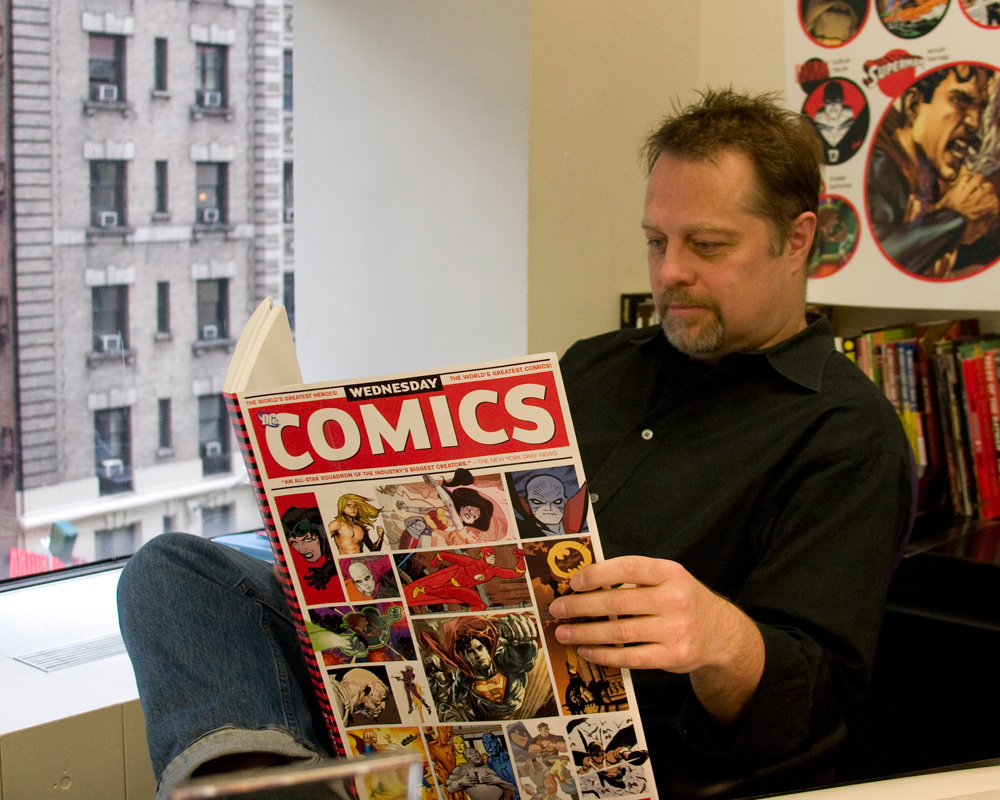 SUPERMAN
THE WORLD'S GREATEST HEROES! WEDNESDAY THE WORLD'S GREATEST COMICS!
DC
COMICS
"AN ALL-STAR SQUADRON OF THE INDUSTRY'S BIGGEST CREATORS." – THE NEW YORK DAILY NEWS